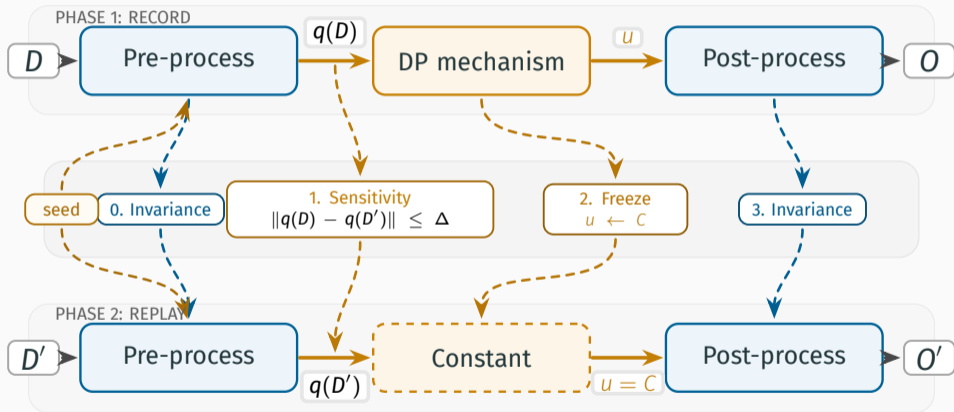 PHASE 1: RECORD
D
Pre-process
q(D)
DP mechanism
u
Post-process
O
seed
0. Invariance
1. Sensitivity
‖q(D) − q(D′)‖ ≤ Δ
2. Freeze
u ← C
3. Invariance
PHASE 2: REPLAY
D′
Pre-process
q(D′)
Constant
u = C
Post-process
O′